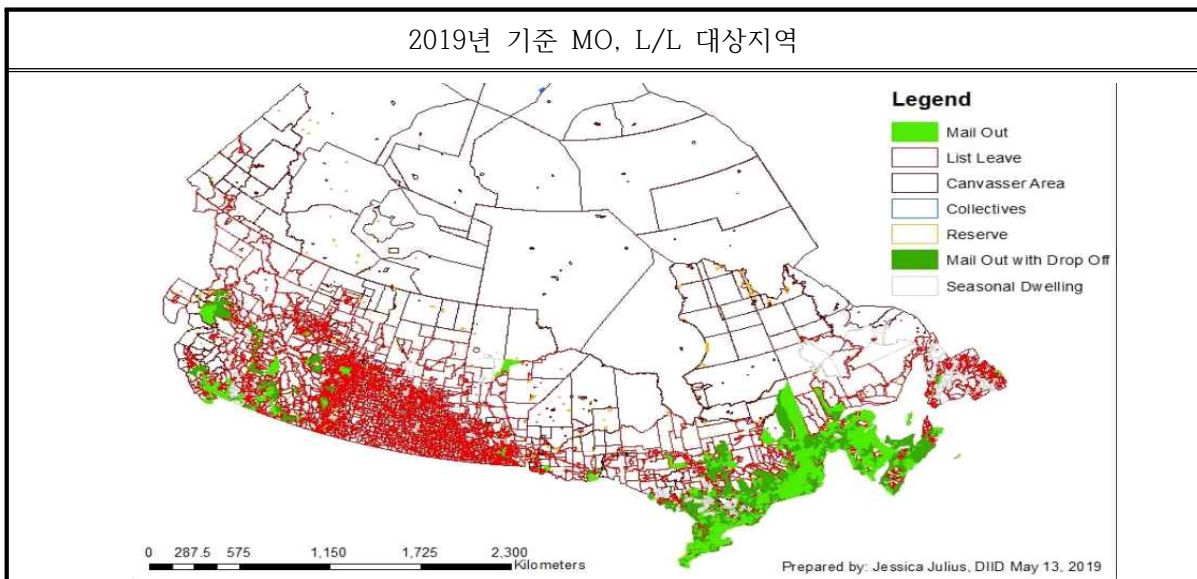 2019년 기준 MO, L/L 대상지역
Legend
Mail Out
List Leave
Canvasser Area
Collectives
Reserve
Mail Out with Drop Off
Seasonal Dwelling
0 287.5 575 1,150 1,725 2,300
Kilometers
Prepared by: Jessica Julius, DIID May 13, 2019